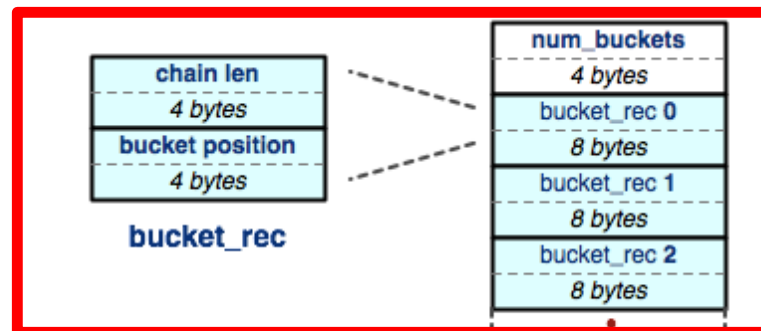 chain len
4 bytes
bucket position
4 bytes
bucket_rec
num_buckets
4 bytes
bucket_rec 0
8 bytes
bucket_rec 1
8 bytes
bucket_rec 2
8 bytes